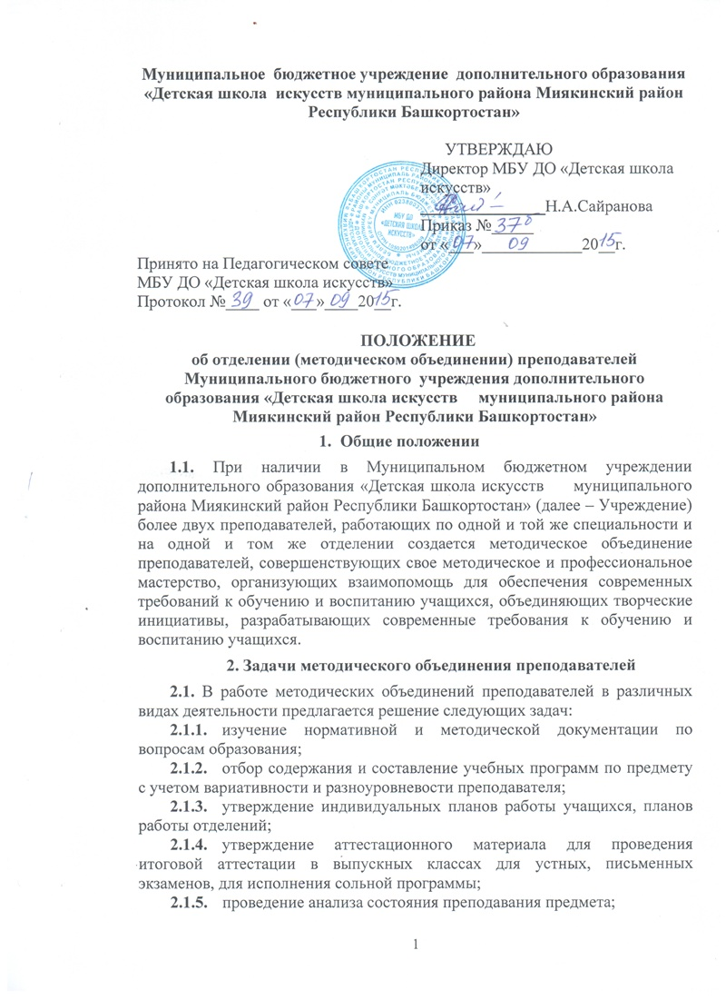 Муниципальное бюджетное учреждение дополнительного образования
«Детская школа искусств муниципального района Миякинский район
Республики Башкортостан»
УТВЕРЖДАЮ
Директор МБУ ДО «Детская школа
искусств»
_______________Н.А.Сайранова
Приказ № 37б
от «07» 09 2015г.
МБУ ДО
«ДЕТСКАЯ ШКОЛА
ИСКУССТВ»
Принято на Педагогическом совете
МБУ ДО «Детская школа искусств»
Протокол № 39 от «07» 09 2015г.
ПОЛОЖЕНИЕ
об отделении (методическом объединении) преподавателей
Муниципального бюджетного учреждения дополнительного
образования «Детская школа искусств муниципального района
Миякинский район Республики Башкортостан»
1. Общие положении
1.1. При наличии в Муниципальном бюджетном учреждении
дополнительного образования «Детская школа искусств муниципального
района Миякинский район Республики Башкортостан» (далее – Учреждение)
более двух преподавателей, работающих по одной и той же специальности и
на одной и том же отделении создается методическое объединение
преподавателей, совершенствующих свое методическое и профессиональное
мастерство, организующих взаимопомощь для обеспечения современных
требований к обучению и воспитанию учащихся, объединяющих творческие
инициативы, разрабатывающих современные требования к обучению и
воспитанию учащихся.
2. Задачи методического объединения преподавателей
2.1. В работе методических объединений преподавателей в различных
видах деятельности предлагается решение следующих задач:
2.1.1. изучение нормативной и методической документации по
вопросам образования;
2.1.2. отбор содержания и составление учебных программ по предмету
с учетом вариативности и разноуровневости преподавателя;
2.1.3. утверждение индивидуальных планов работы учащихся, планов
работы отделений;
2.1.4. утверждение аттестационного материала для проведения
итоговой аттестации в выпускных классах для устных, письменных
экзаменов, для исполнения сольной программы;
2.1.5. проведение анализа состояния преподавания предмета;
1